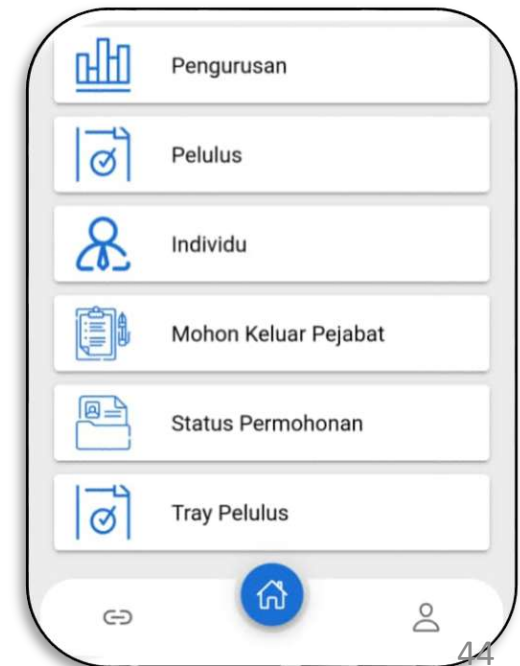 Pengurusan
Pelulus
Individu
Mohon Keluar Pejabat
Status Permohonan
Tray Pelulus
44